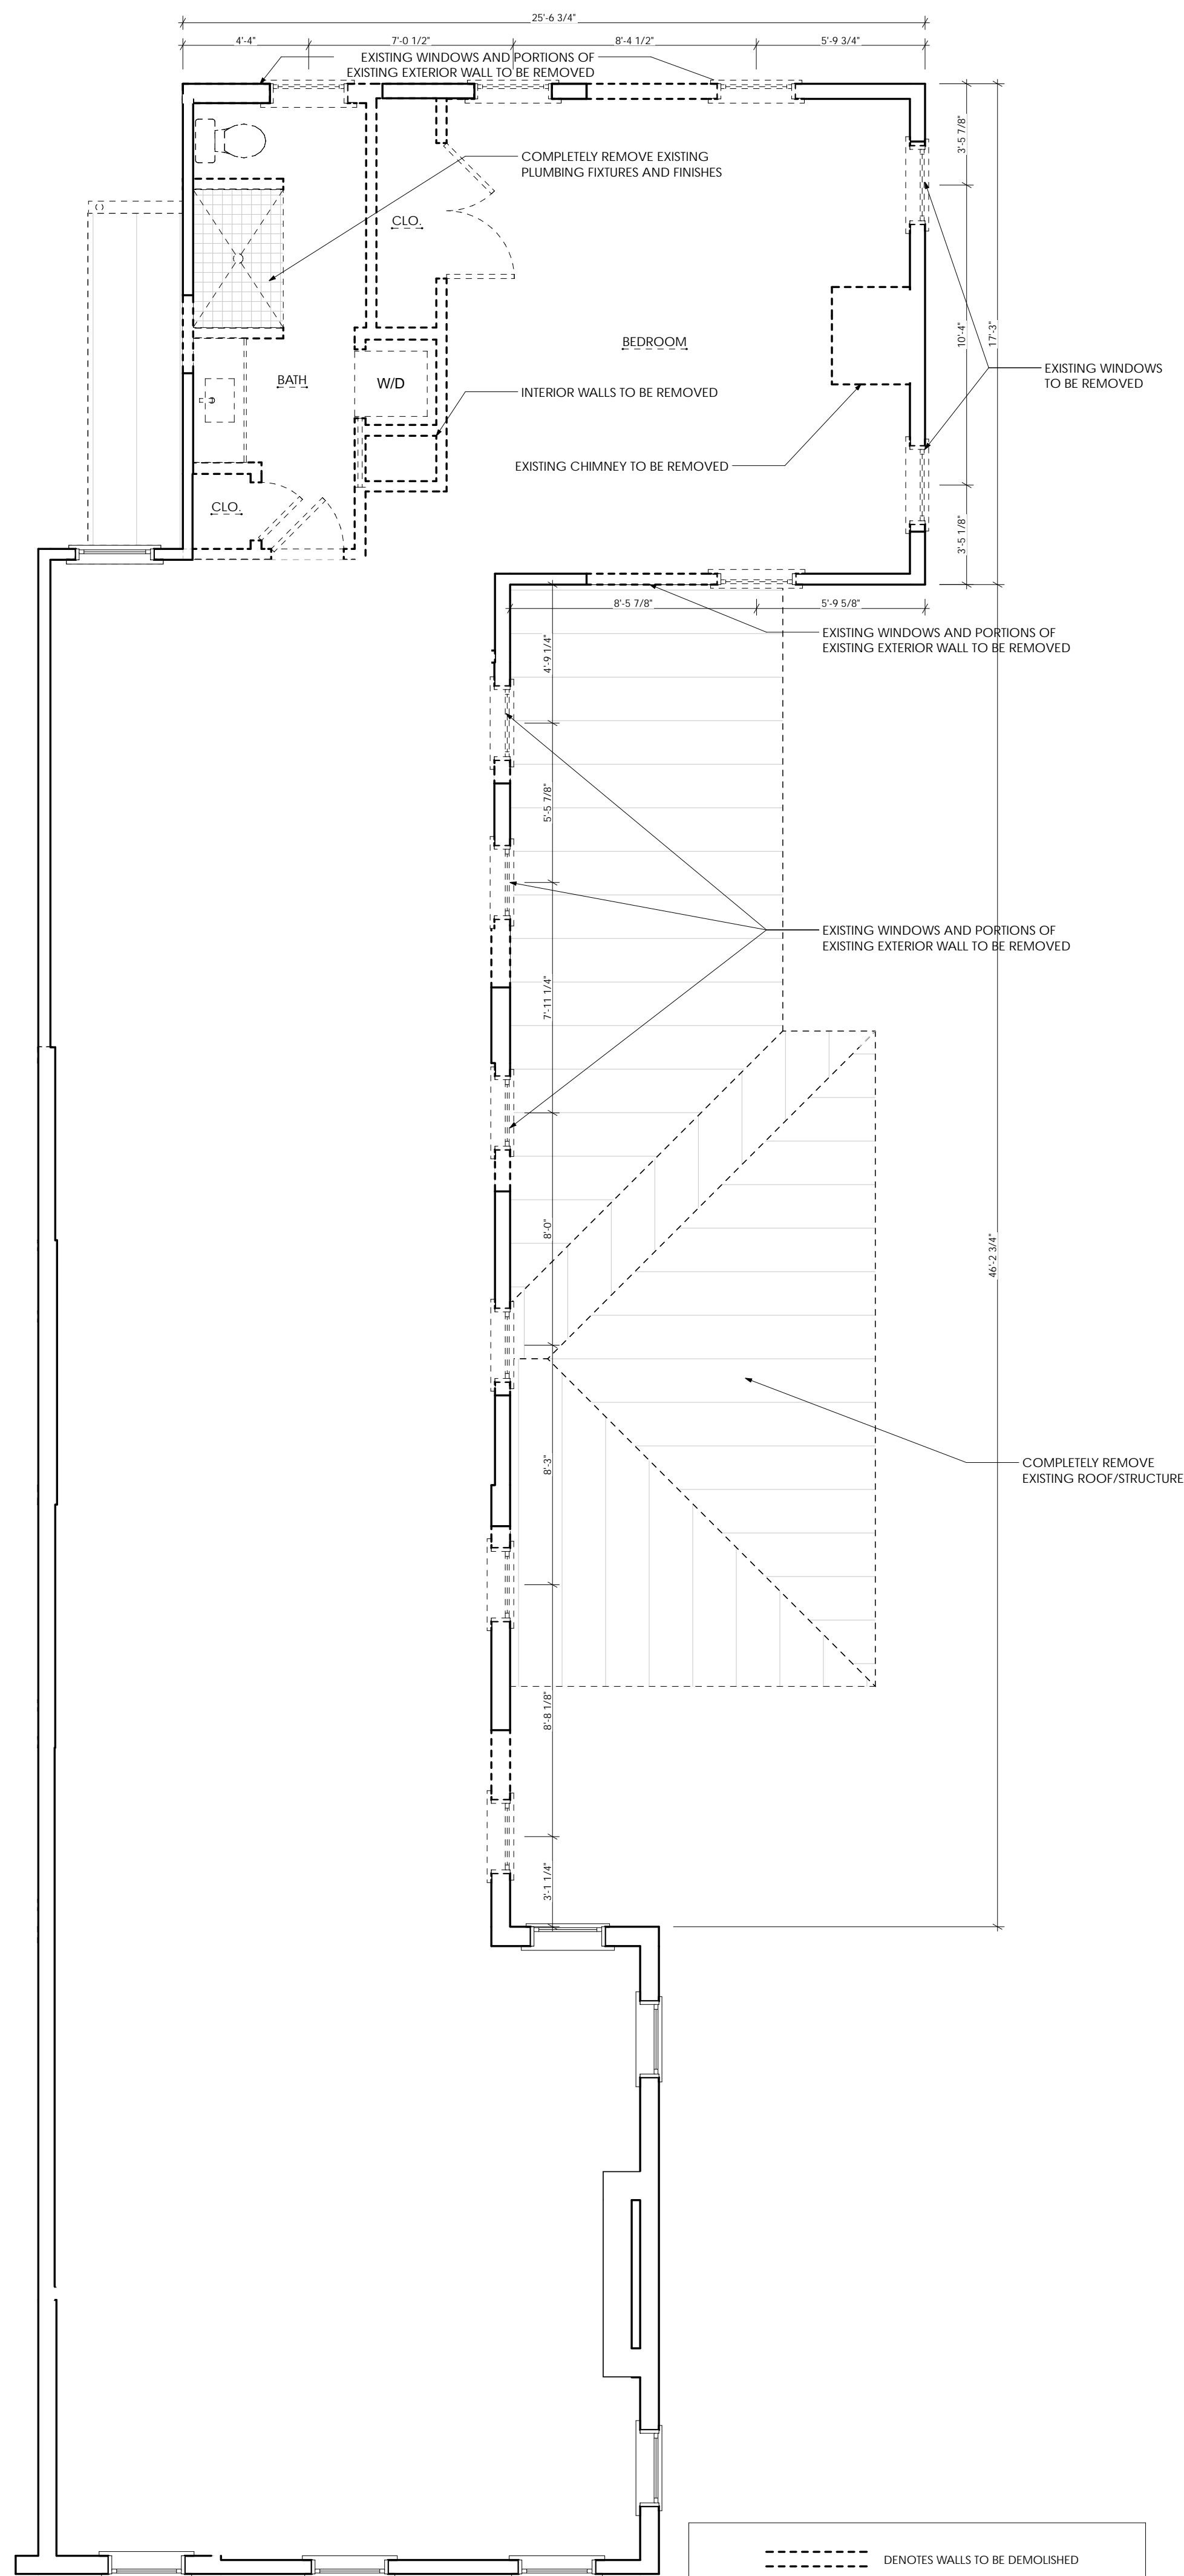 25'-6 3/4"
4'-4"
7'-0 1/2"
8'-4 1/2"
5'-9 3/4"
EXISTING WINDOWS AND PORTIONS OF
EXISTING EXTERIOR WALL TO BE REMOVED
3'-5 7/8"
COMPLETELY REMOVE EXISTING
PLUMBING FIXTURES AND FINISHES
CLO.
BEDROOM
10'-4"
17'-3"
EXISTING WINDOWS
TO BE REMOVED
BATH
W/D
INTERIOR WALLS TO BE REMOVED
EXISTING CHIMNEY TO BE REMOVED
CLO.
3'-5 1/8"
8'-5 7/8"
5'-9 5/8"
EXISTING WINDOWS AND PORTIONS OF
EXISTING EXTERIOR WALL TO BE REMOVED
4'-9 1/4"
5'-5 7/8"
EXISTING WINDOWS AND PORTIONS OF
EXISTING EXTERIOR WALL TO BE REMOVED
7'-11 1/4"
8'-0"
46'-2 3/4"
8'-3"
COMPLETELY REMOVE
EXISTING ROOF/STRUCTURE
8'-8 1/8"
3'-1 1/4"
DENOTES WALLS TO BE DEMOLISHED